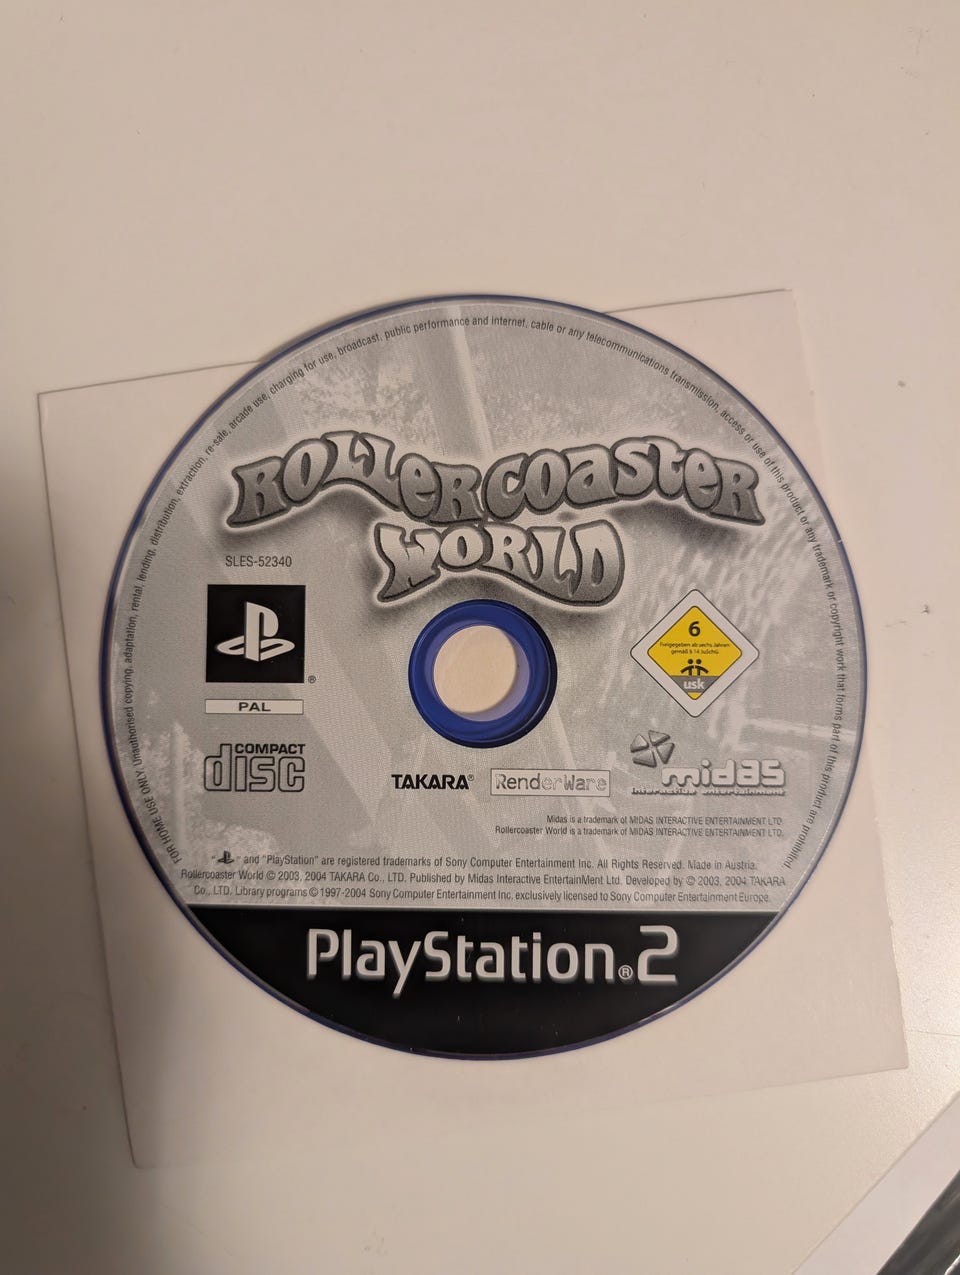 FOR HOME USE ONLY. Unauthorised copying, adaptation, rental, lending, distribution, extraction, re-sale, arcade use, charging for use, broadcast, public performance and internet, cable or any telecommunications transmission, access or use of this product or any trademark or copyright work that forms part of this product are prohibited.
ROLLERCOASTER
WORLD
SLES-52340
PAL
COMPACT
disc
6
Freigegeben ab sechs Jahren
gemäß § 14 JuSchG
usk
TAKARA®
RenderWare
midas
interactive entertainment
Midas is a trademark of MIDAS INTERACTIVE ENTERTAINMENT LTD.
Rollercoaster World is a trademark of MIDAS INTERACTIVE ENTERTAINMENT LTD.
" " and "PlayStation" are registered trademarks of Sony Computer Entertainment Inc. All Rights Reserved. Made in Austria.
Rollercoaster World © 2003, 2004 TAKARA Co., LTD. Published by Midas Interactive EntertainMent Ltd. Developed by © 2003, 2004 TAKARA
Co., LTD. Library programs © 1997-2004 Sony Computer Entertainment Inc. exclusively licensed to Sony Computer Entertainment Europe.
PlayStation®2